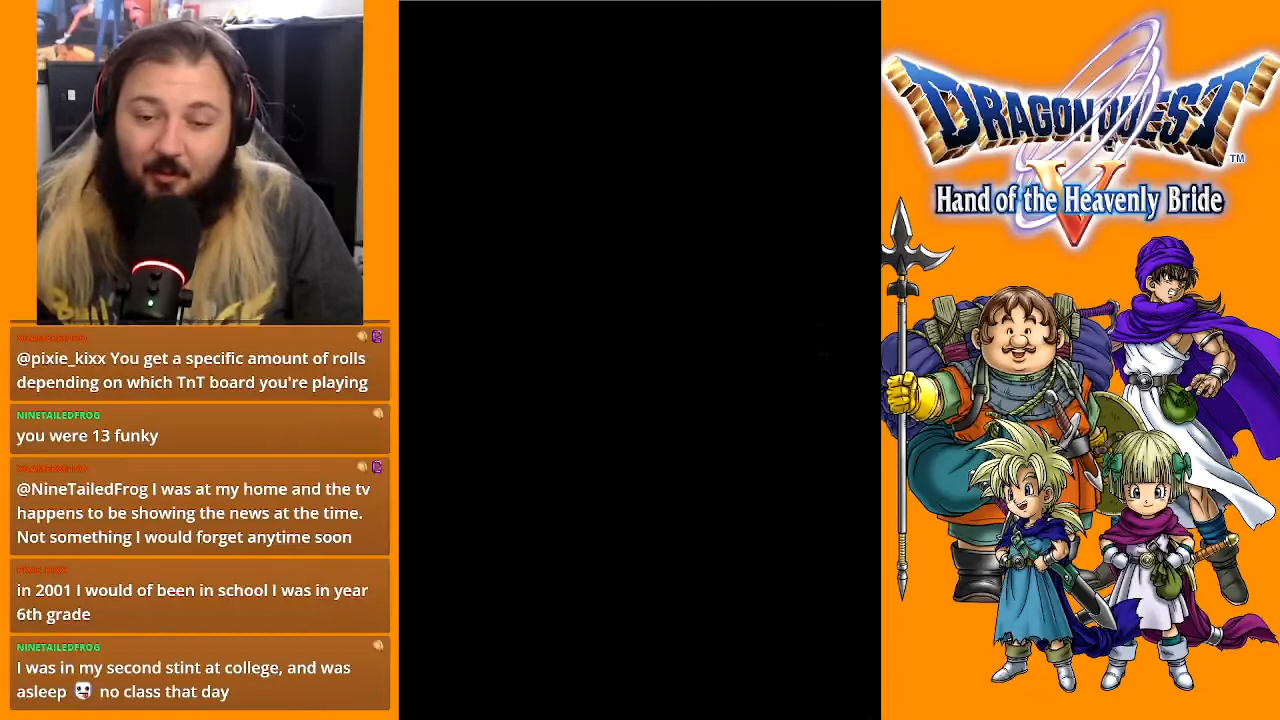 @pixie_kixx You get a specific amount of rolls
depending on which TnT board you're playing
NINETAILEDFROG
you were 13 funky
@NineTailedFrog I was at my home and the tv
happens to be showing the news at the time.
Not something I would forget anytime soon
in 2001 I would of been in school I was in year
6th grade
NINETAILEDFROG
I was in my second stint at college, and was
asleep no class that day
DRAGON QUEST
TM
V
Hand of the Heavenly Bride